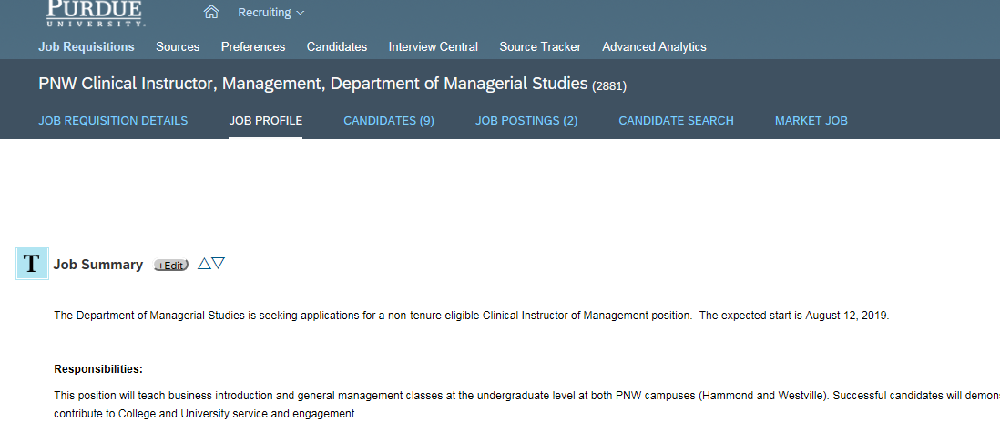 PURDUE
UNIVERSITY.
Recruiting
Job Requisitions Sources Preferences Candidates Interview Central Source Tracker Advanced Analytics
PNW Clinical Instructor, Management, Department of Managerial Studies (2881)
JOB REQUISITION DETAILS JOB PROFILE CANDIDATES (9) JOB POSTINGS (2) CANDIDATE SEARCH MARKET JOB
T Job Summary +Edit
The Department of Managerial Studies is seeking applications for a non-tenure eligible Clinical Instructor of Management position. The expected start is August 12, 2019.
Responsibilities:
This position will teach business introduction and general management classes at the undergraduate level at both PNW campuses (Hammond and Westville). Successful candidates will demons
contribute to College and University service and engagement.